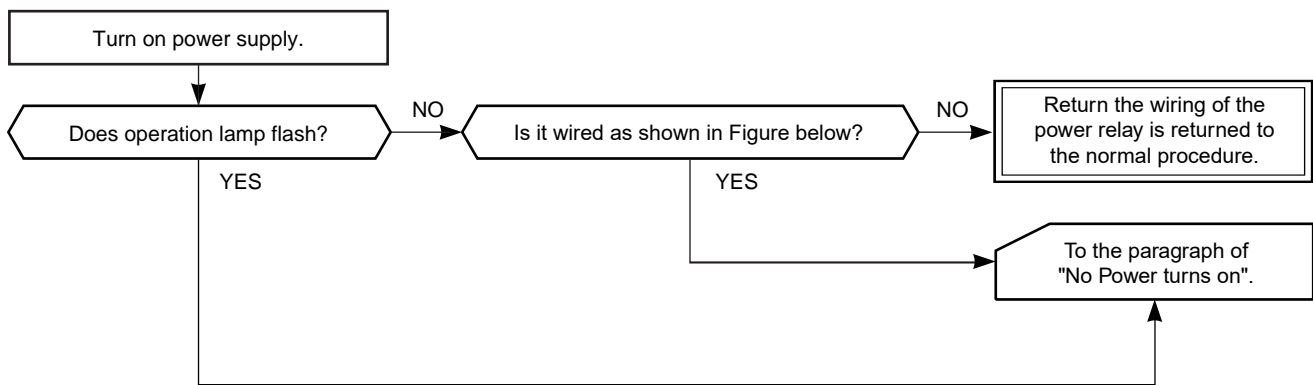 Turn on power supply.
Does operation lamp flash?
NO
Is it wired as shown in Figure below?
NO
Return the wiring of the
power relay is returned to
the normal procedure.
YES
YES
To the paragraph of
"No Power turns on".